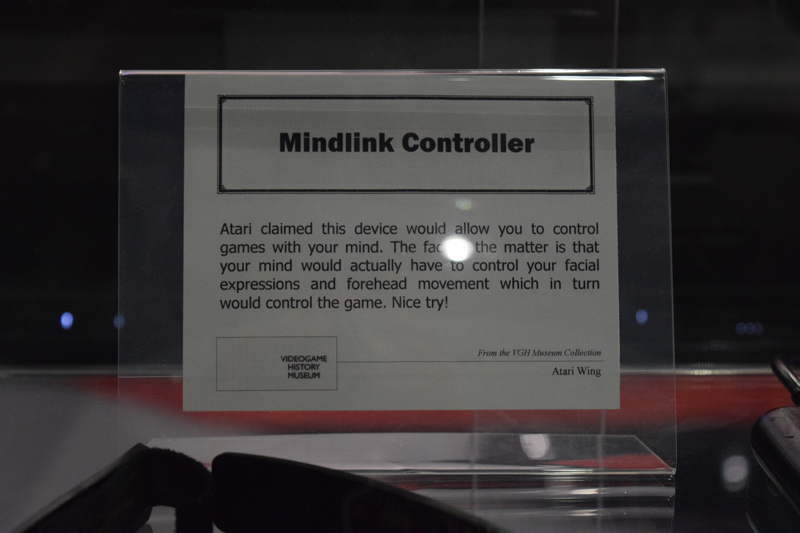 Mindlink Controller
Atari claimed this device would allow you to control
games with your mind. The the matter is that
your mind would actually have to control your facial
expressions and forehead movement which in turn
would control the game. Nice try!
From the VGH Museum Collection
VIDEOGAME
HISTORY
MUSEUM
Atari Wing